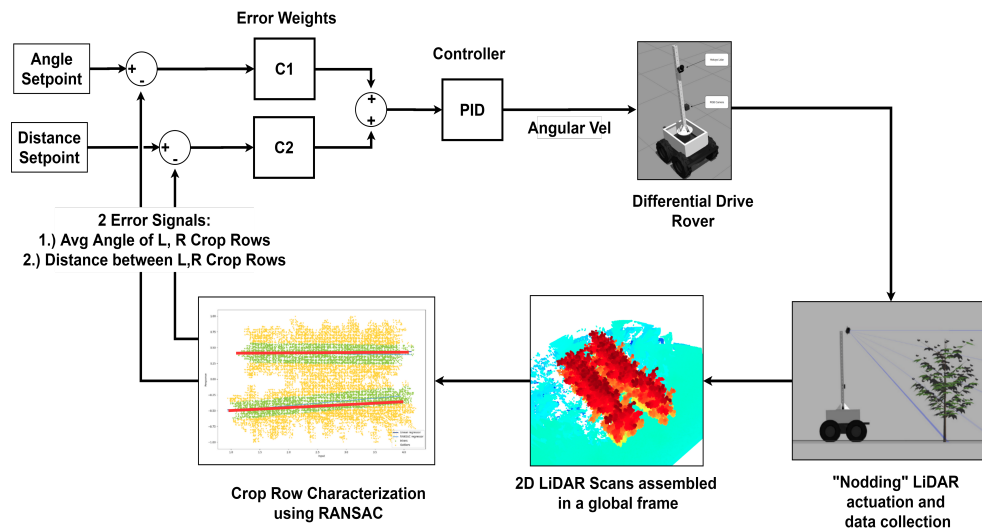 Error Weights
Angle
Setpoint
+
-
C1
Controller
+
+
PID
Angular Vel
Distance
Setpoint
+
-
C2
Differential Drive
Rover
2 Error Signals:
1.) Avg Angle of L, R Crop Rows
2.) Distance between L,R Crop Rows
Crop Row Characterization
using RANSAC
2D LiDAR Scans assembled
in a global frame
"Nodding" LiDAR
actuation and
data collection